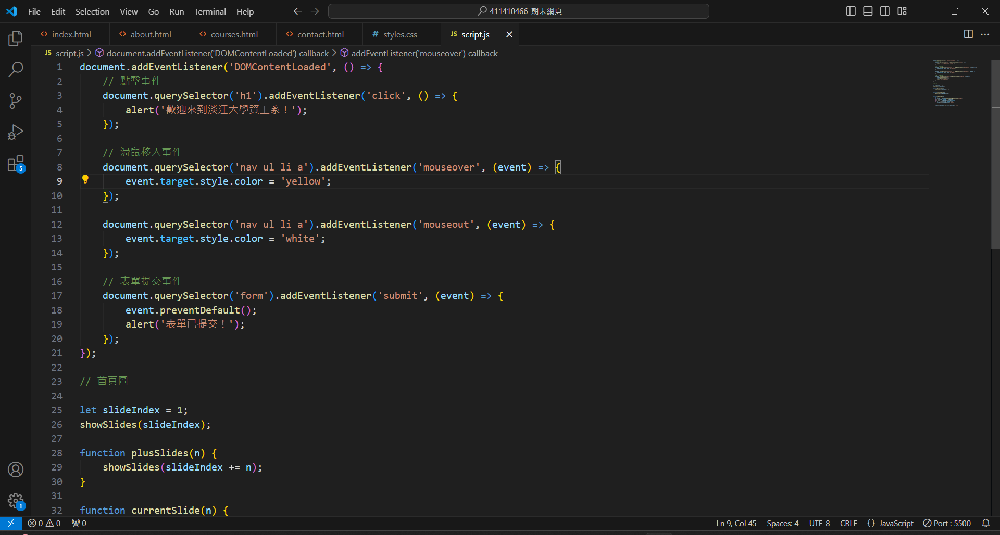 File Edit Selection View Go Run Terminal Help 411410466_期末網頁
index.html about.html courses.html contact.html # styles.css JS script.js
JS script.js > document.addEventListener('DOMContentLoaded') callback > addEventListener('mouseover') callback
1 document.addEventListener('DOMContentLoaded', () => {
2 // 點擊事件
3 document.querySelector('h1').addEventListener('click', () => {
4 alert('歡迎來到淡江大學資工系！');
5 });
6
7 // 滑鼠移入事件
8 document.querySelector('nav ul li a').addEventListener('mouseover', (event) => {
9 event.target.style.color = 'yellow';
10 });
11
12 document.querySelector('nav ul li a').addEventListener('mouseout', (event) => {
13 event.target.style.color = 'white';
14 });
15
16 // 表單提交事件
17 document.querySelector('form').addEventListener('submit', (event) => {
18 event.preventDefault();
19 alert('表單已提交！');
20 });
21 });
22
23 // 首頁圖
24
25 let slideIndex = 1;
26 showSlides(slideIndex);
27
28 function plusSlides(n) {
29 showSlides(slideIndex += n);
30 }
31
32 function currentSlide(n) {
5
1
0 0 0 Ln 9, Col 45 Spaces: 4 UTF-8 CRLF {} JavaScript Port : 5500